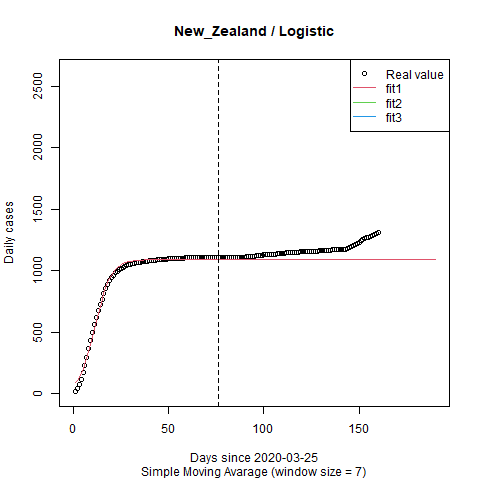 New_Zealand / Logistic
Real value
fit1
fit2
fit3
Daily cases
2500
2000
1500
1000
500
0
0 50 100 150
Days since 2020-03-25
Simple Moving Avarage (window size = 7)